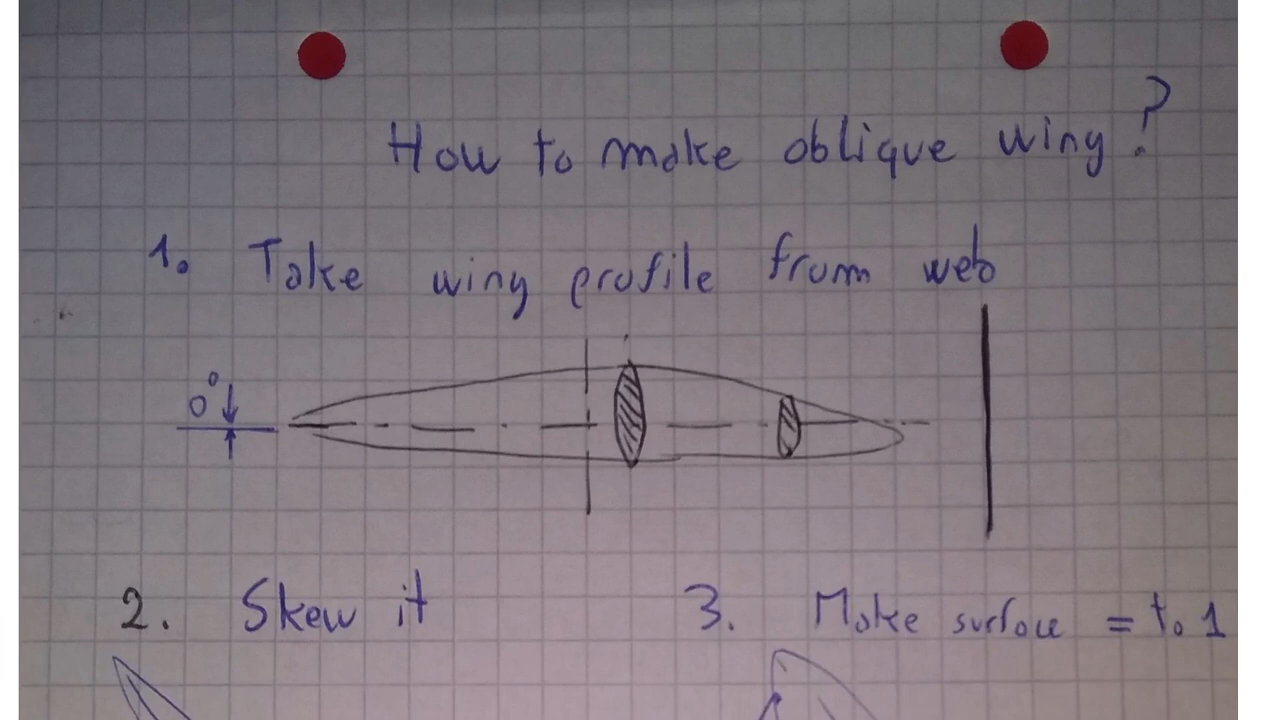 How to make oblique wing?
1. Take wing profile from web
0°
2. Skew it
3. Make surface = to 1